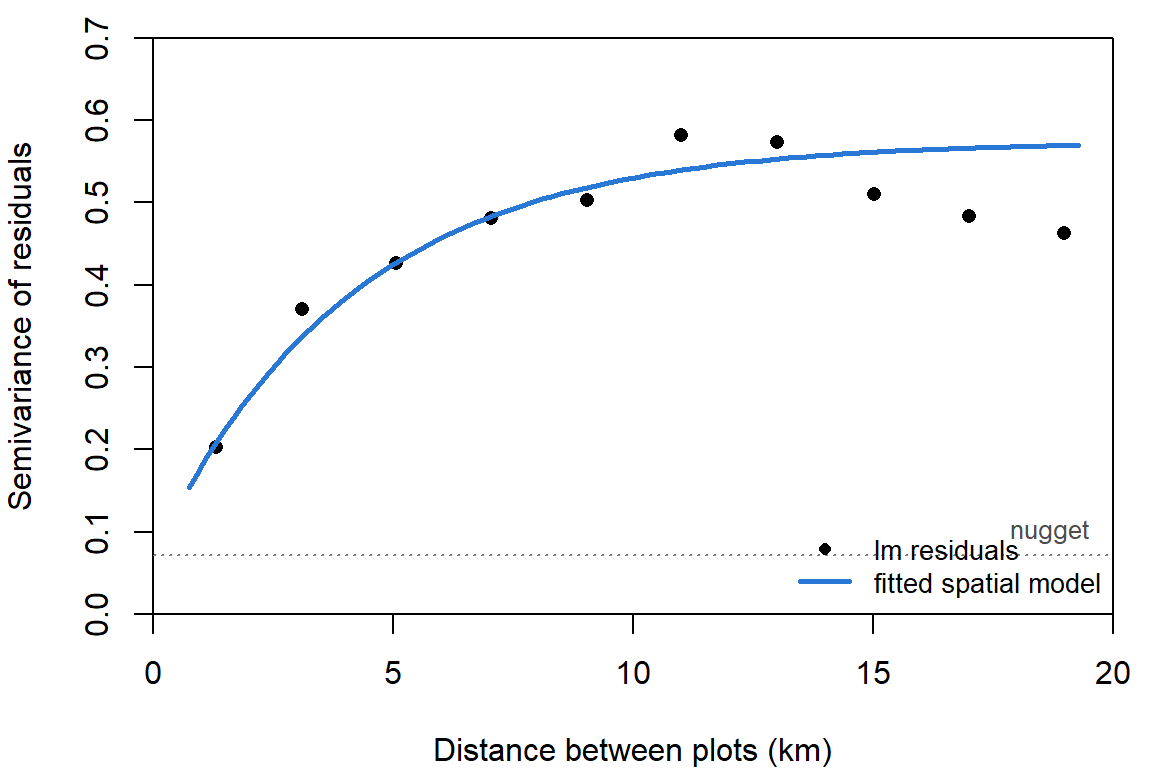 0.7
0.6
0.5
0.4
0.3
0.2
0.1
0.0
Semivariance of residuals
nugget
lm residuals
fitted spatial model
0 5 10 15 20
Distance between plots (km)